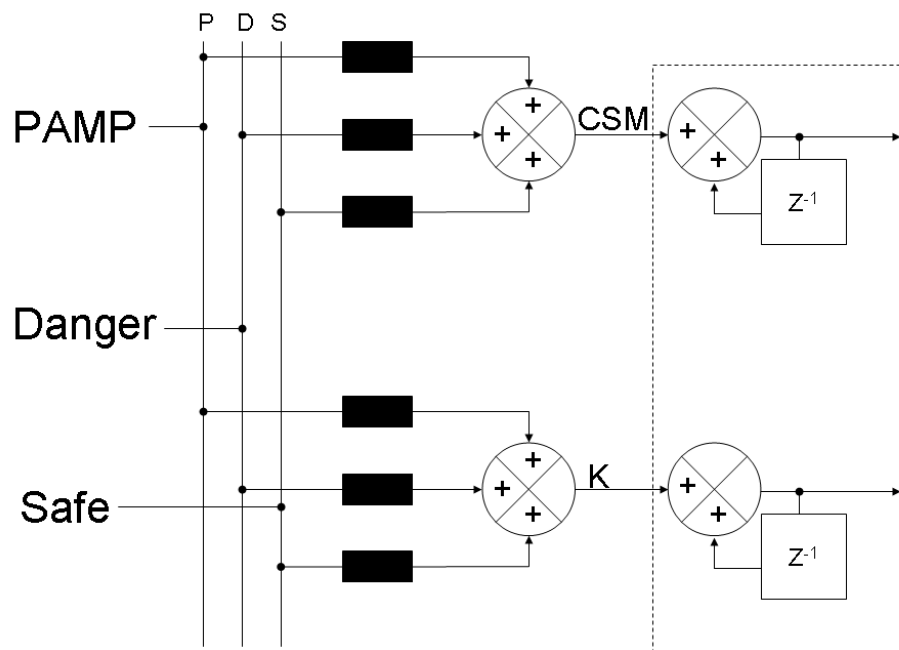 P D S
PAMP
Danger
Safe
+ + +
CSM
+ +
Z-1
+ + +
K
+ +
Z-1